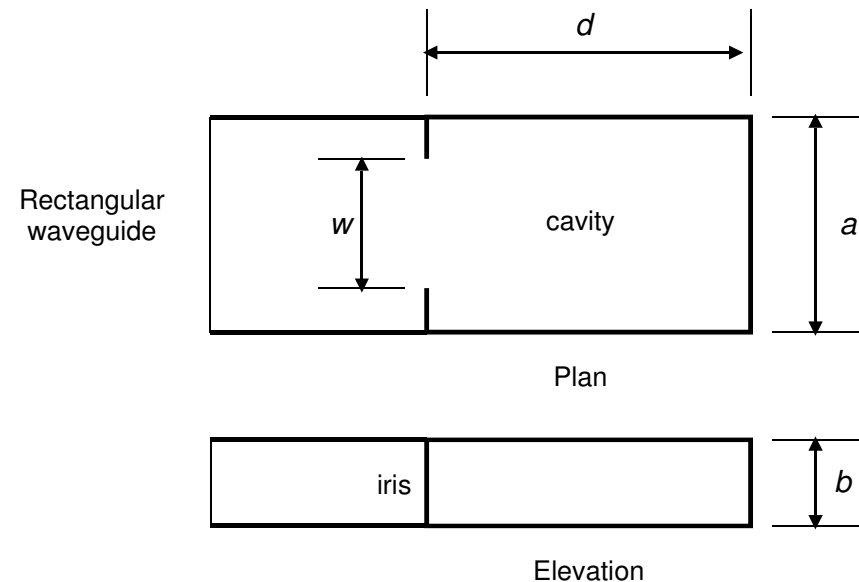 d
Rectangular
waveguide
w
cavity
a
Plan
iris
b
Elevation